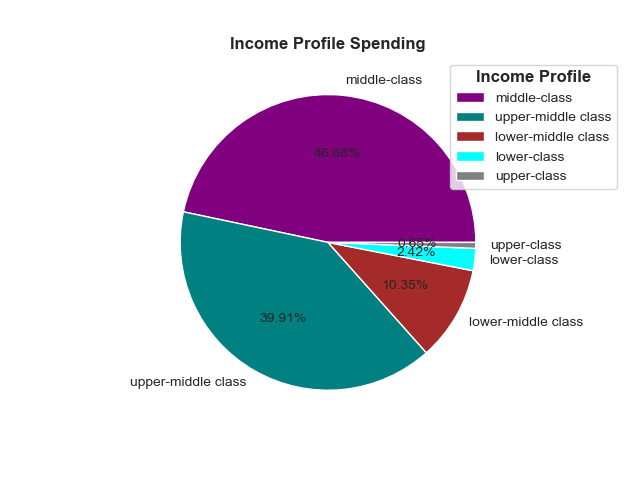 Income Profile Spending
middle-class
Income Profile
middle-class
upper-middle class
lower-middle class
lower-class
upper-class
46.68%
upper-class
2.42%
lower-class
10.35%
39.91%
lower-middle class
upper-middle class